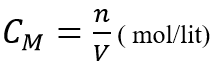 C_M = n/V ( mol/lit)